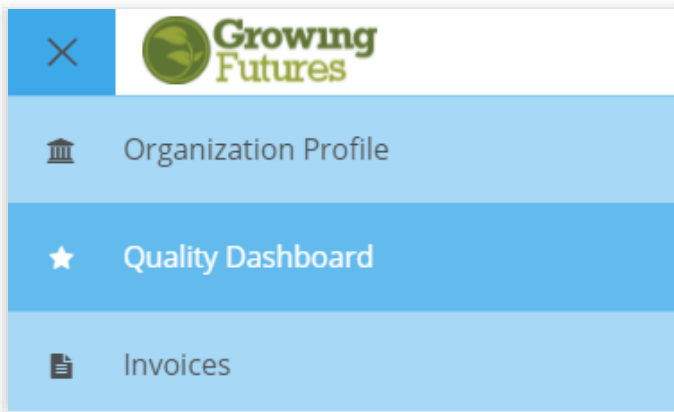 Growing
Futures
Organization Profile
Quality Dashboard
Invoices